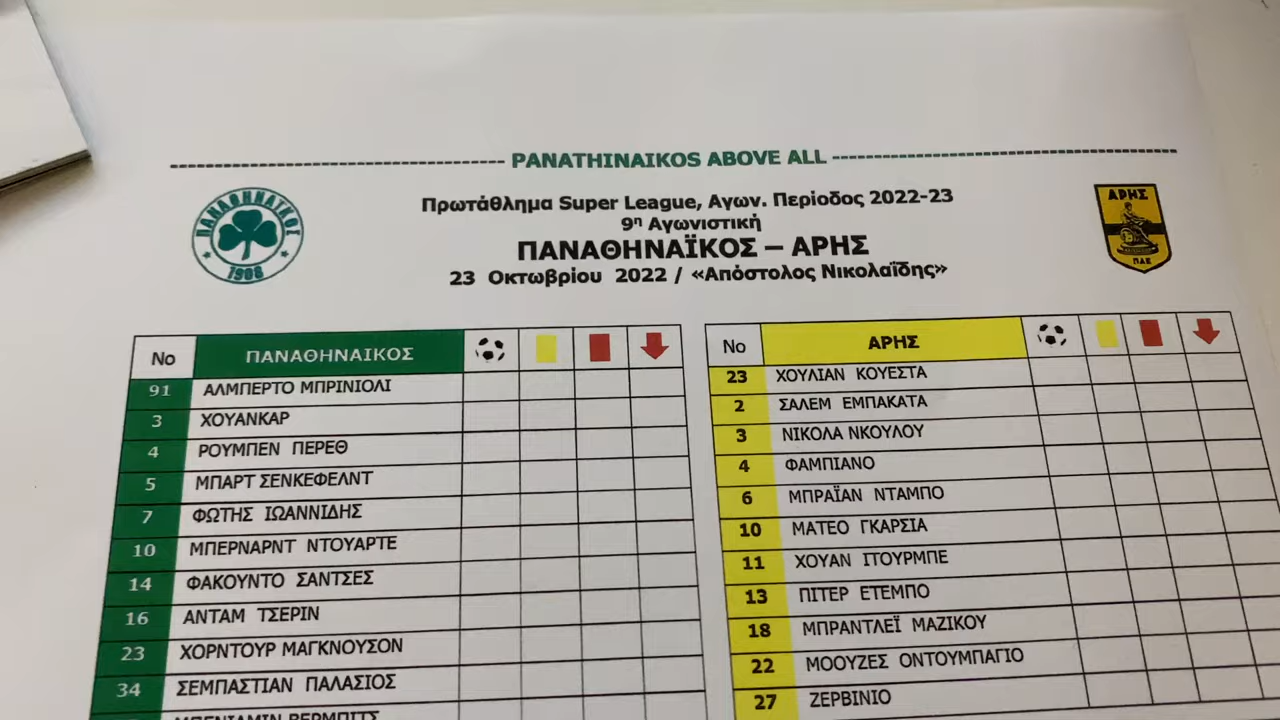 PANATHINAIKOS ABOVE ALL
ΠΑΝΑΘΗΝΑΪΚΟΣ
1908
Πρωτάθλημα Super League, Αγων. Περίοδος 2022-23
9η Αγωνιστική
ΠΑΝΑΘΗΝΑΪΚΟΣ – ΑΡΗΣ
23 Οκτωβρίου 2022 / «Απόστολος Νικολαΐδης»
ΑΡΗΣ
ΠΑΕ
No ΠΑΝΑΘΗΝΑΙΚΟΣ
91 ΑΛΜΠΕΡΤΟ ΜΠΡΙΝΙΟΛΙ
3 ΧΟΥΑΝΚΑΡ
4 ΡΟΥΜΠΕΝ ΠΕΡΕΘ
5 ΜΠΑΡΤ ΣΕΝΚΕΦΕΛΝΤ
7 ΦΩΤΗΣ ΙΩΑΝΝΙΔΗΣ
10 ΜΠΕΡΝΑΡΝΤ ΝΤΟΥΑΡΤΕ
14 ΦΑΚΟΥΝΤΟ ΣΑΝΤΣΕΣ
16 ΑΝΤΑΜ ΤΣΕΡΙΝ
23 ΧΟΡΝΤΟΥΡ ΜΑΓΚΝΟΥΣΟΝ
34 ΣΕΜΠΑΣΤΙΑΝ ΠΑΛΑΣΙΟΣ
No ΑΡΗΣ
23 ΧΟΥΛΙΑΝ ΚΟΥΕΣΤΑ
2 ΣΑΛΕΜ ΕΜΠΑΚΑΤΑ
3 ΝΙΚΟΛΑ ΝΚΟΥΛΟΥ
4 ΦΑΜΠΙΑΝΟ
6 ΜΠΡΑΪΑΝ ΝΤΑΜΠΟ
10 ΜΑΤΕΟ ΓΚΑΡΣΙΑ
11 ΧΟΥΑΝ ΙΤΟΥΡΜΠΕ
13 ΠΙΤΕΡ ΕΤΕΜΠΟ
18 ΜΠΡΑΝΤΛΕΪ ΜΑΖΙΚΟΥ
22 ΜΟΟΥΖΕΣ ΟΝΤΟΥΜΠΑΓΙΟ
27 ΖΕΡΒΙΝΙΟ